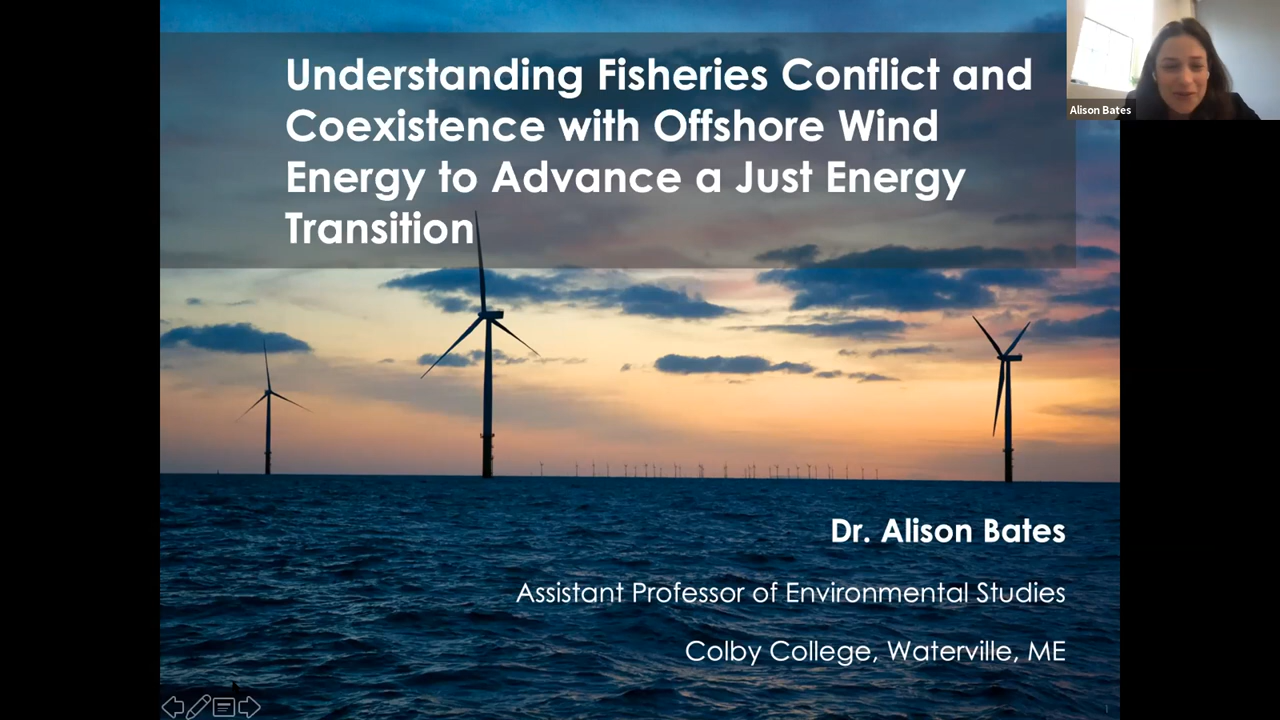 Understanding Fisheries Conflict and
Coexistence with Offshore Wind
Energy to Advance a Just Energy
Transition
Alison Bates
Dr. Alison Bates
Assistant Professor of Environmental Studies
Colby College, Waterville, ME
1